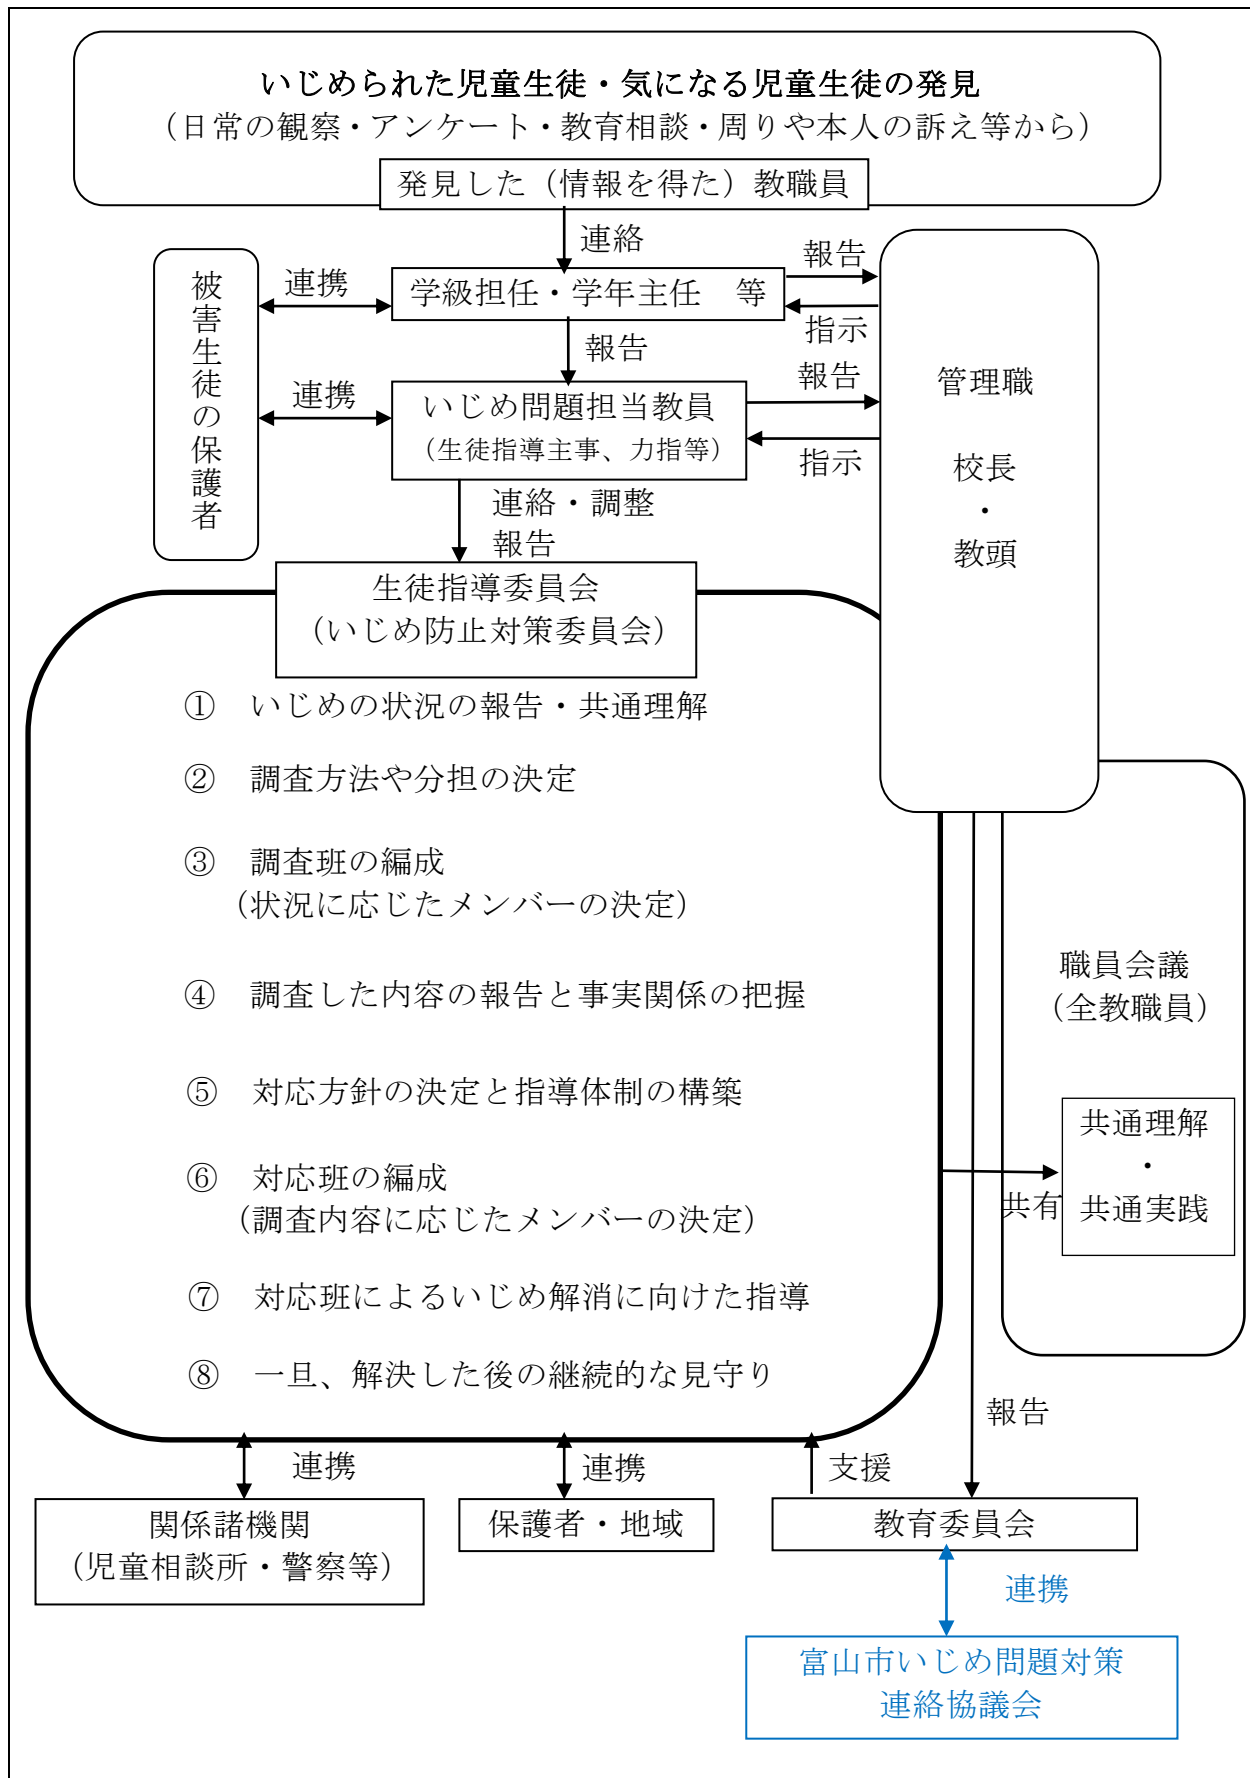 いじめられた児童生徒・気になる児童生徒の発見
（日常の観察・アンケート・教育相談・周りや本人の訴え等から）
発見した（情報を得た）教職員
連絡
被害生徒の保護者
連携
学級担任・学年主任　等
報告
指示
報告
連携
いじめ問題担当教員
（生徒指導主事、力指等）
報告
指示
管理職
校長
・
教頭
連絡・調整
報告
生徒指導委員会
（いじめ防止対策委員会）
①　いじめの状況の報告・共通理解
②　調査方法や分担の決定
③　調査班の編成
（状況に応じたメンバーの決定）
④　調査した内容の報告と事実関係の把握
⑤　対応方針の決定と指導体制の構築
⑥　対応班の編成
（調査内容に応じたメンバーの決定）
⑦　対応班によるいじめ解消に向けた指導
⑧　一旦、解決した後の継続的な見守り
職員会議
（全教職員）
共有
共通理解
・
共通実践
報告
連携
連携
支援
関係諸機関
（児童相談所・警察等）
保護者・地域
教育委員会
連携
富山市いじめ問題対策
連絡協議会